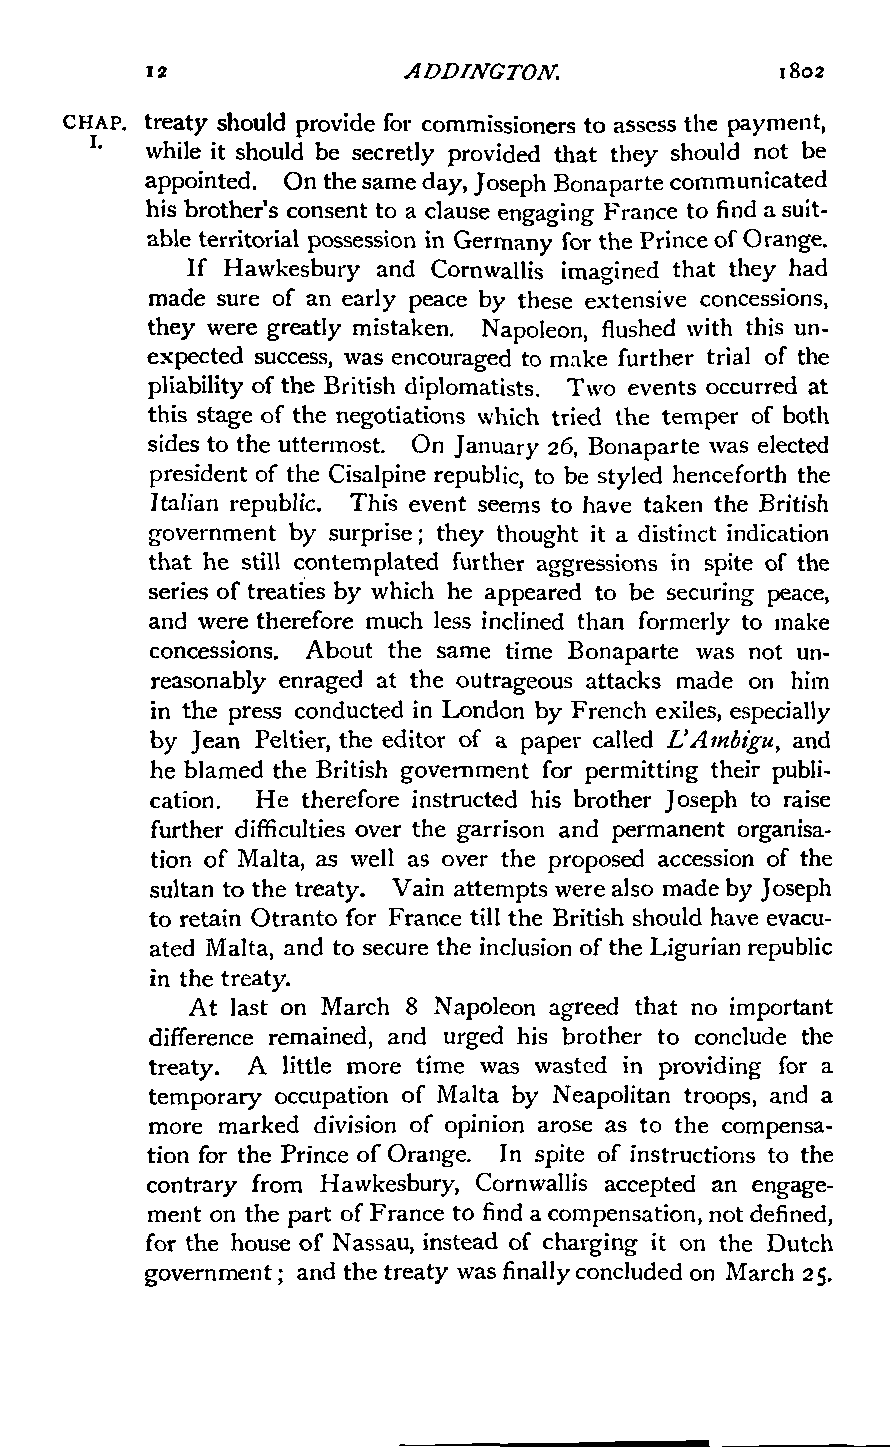 12 ADDINGTON. 1802
CHAP. treaty should provide for commissioners to assess the payment,
I. while it should be secretly provided that they should not be
appointed. On the same day, Joseph Bonaparte communicated
his brother's consent to a clause engaging France to find a suit-
able territorial possession in Germany for the Prince of Orange.
If Hawkesbury and Cornwallis imagined that they had
made sure of an early peace by these extensive concessions,
they were greatly mistaken. Napoleon, flushed with this un-
expected success, was encouraged to make further trial of the
pliability of the British diplomatists. Two events occurred at
this stage of the negotiations which tried the temper of both
sides to the uttermost. On January 26, Bonaparte was elected
president of the Cisalpine republic, to be styled henceforth the
Italian republic. This event seems to have taken the British
government by surprise; they thought it a distinct indication
that he still contemplated further aggressions in spite of the
series of treaties by which he appeared to be securing peace,
and were therefore much less inclined than formerly to make
concessions. About the same time Bonaparte was not un-
reasonably enraged at the outrageous attacks made on him
in the press conducted in London by French exiles, especially
by Jean Peltier, the editor of a paper called L'Ambigu, and
he blamed the British government for permitting their publi-
cation. He therefore instructed his brother Joseph to raise
further difficulties over the garrison and permanent organisa-
tion of Malta, as well as over the proposed accession of the
sultan to the treaty. Vain attempts were also made by Joseph
to retain Otranto for France till the British should have evacu-
ated Malta, and to secure the inclusion of the Ligurian republic
in the treaty.
At last on March 8 Napoleon agreed that no important
difference remained, and urged his brother to conclude the
treaty. A little more time was wasted in providing for a
temporary occupation of Malta by Neapolitan troops, and a
more marked division of opinion arose as to the compensa-
tion for the Prince of Orange. In spite of instructions to the
contrary from Hawkesbury, Cornwallis accepted an engage-
ment on the part of France to find a compensation, not defined,
for the house of Nassau, instead of charging it on the Dutch
government; and the treaty was finally concluded on March 25.